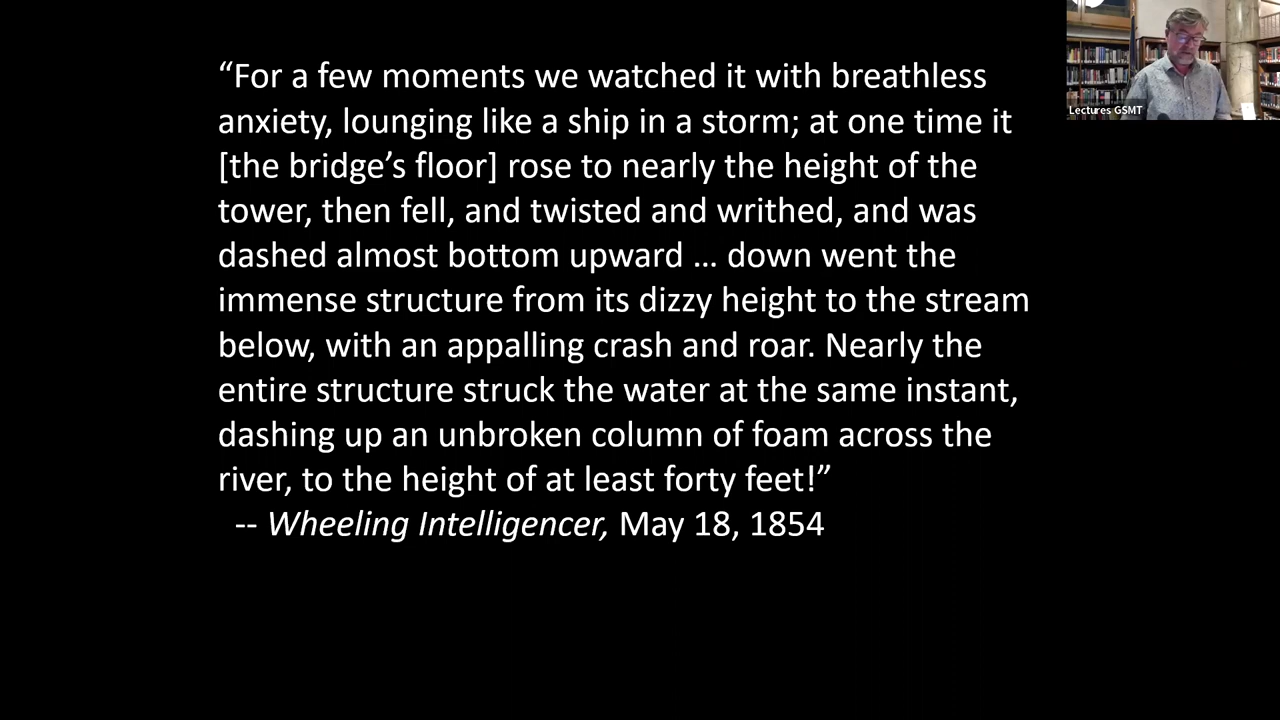 “For a few moments we watched it with breathless
anxiety, lounging like a ship in a storm; at one time it
[the bridge’s floor] rose to nearly the height of the
tower, then fell, and twisted and writhed, and was
dashed almost bottom upward … down went the
immense structure from its dizzy height to the stream
below, with an appalling crash and roar. Nearly the
entire structure struck the water at the same instant,
dashing up an unbroken column of foam across the
river, to the height of at least forty feet!”
-- Wheeling Intelligencer, May 18, 1854
Lectures GSMT